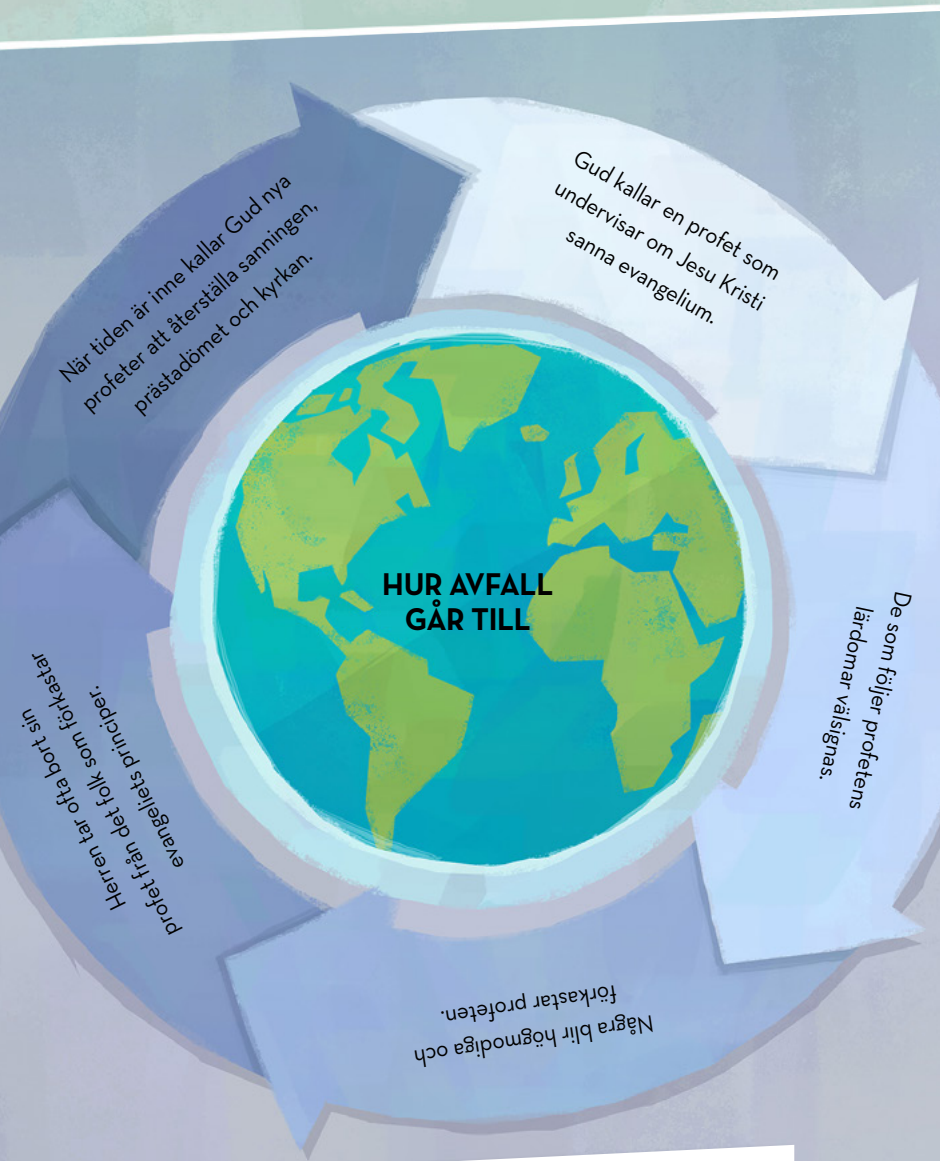 Gud kallar en profet som
undervisar om Jesu Kristi
sanna evangelium.
De som följer profetens
lärdomar välsignas.
Några blir högmodiga och
förkastar profeten.
Herren tar ofta bort sin
profet från det folk som förkastar
evangeliets principer.
När tiden är inne kallar Gud nya
profeter att återställa sanningen,
prästadömet och kyrkan.
HUR AVFALL
GÅR TILL